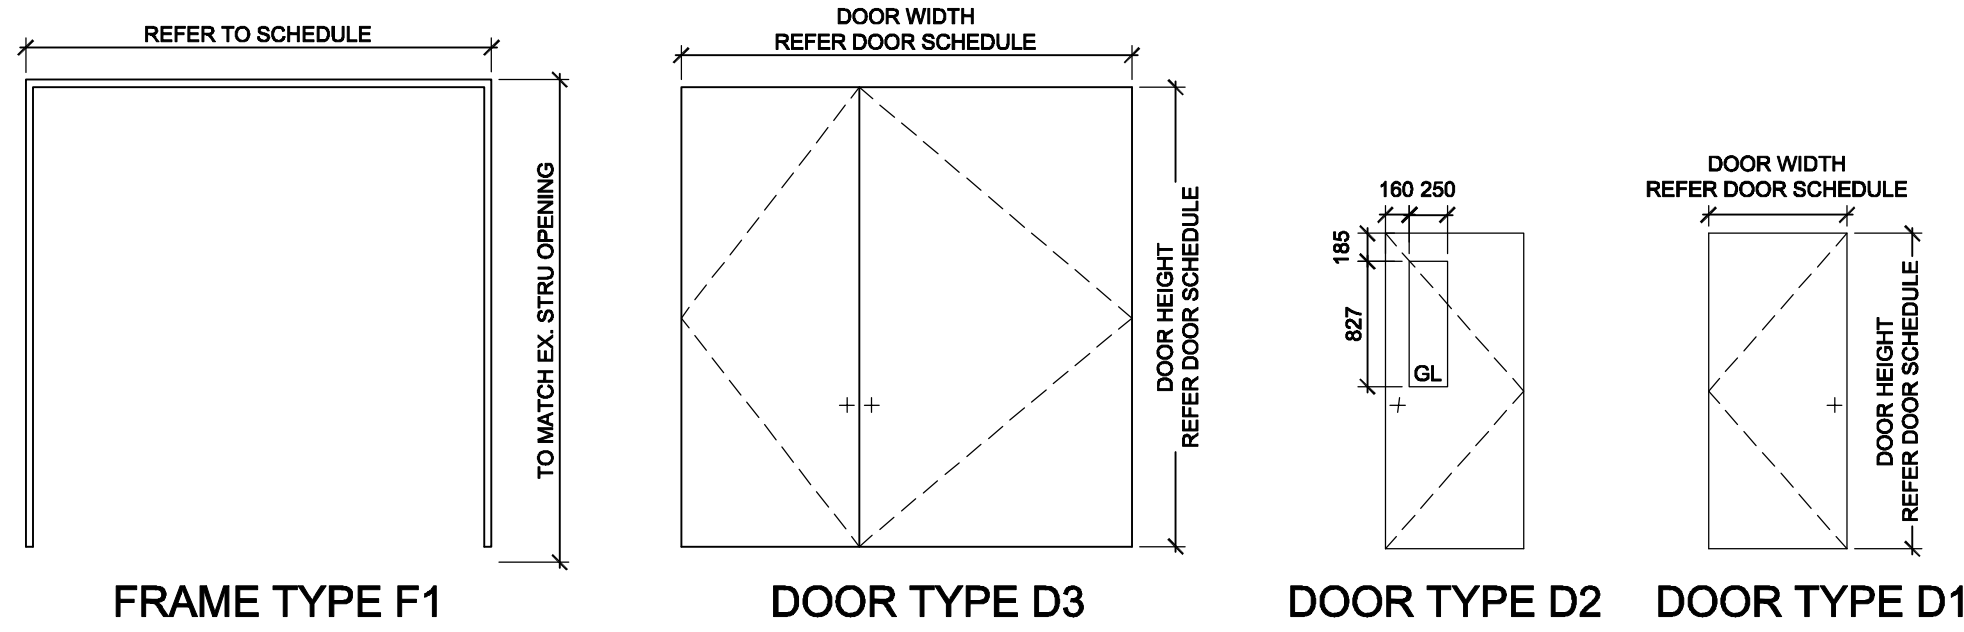 REFER TO SCHEDULE
TO MATCH EX. STRU OPENING
FRAME TYPE F1
DOOR WIDTH
REFER DOOR SCHEDULE
DOOR HEIGHT
REFER DOOR SCHEDULE
DOOR TYPE D3
160 250
185
827
GL
DOOR TYPE D2
DOOR WIDTH
REFER DOOR SCHEDULE
DOOR HEIGHT
REFER DOOR SCHEDULE
DOOR TYPE D1